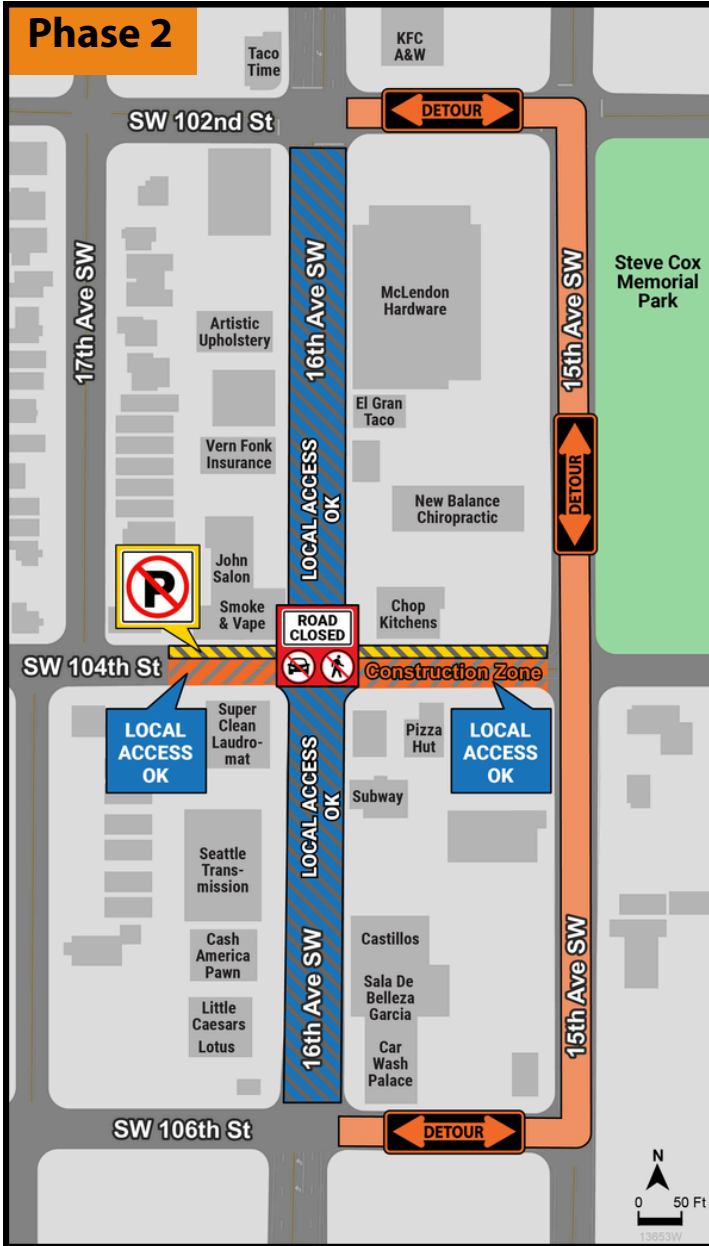 Phase 2
Taco
Time
KFC
A&W
DETOUR
SW 102nd St
17th Ave SW
16th Ave SW
15th Ave SW
Steve Cox
Memorial
Park
McLendon
Hardware
Artistic
Upholstery
El Gran
Taco
Vern Fonk
Insurance
LOCAL ACCESS
OK
New Balance
Chiropractic
DETOUR
John
Salon
P
Smoke
& Vape
ROAD
CLOSED
Chop
Kitchens
SW 104th St
Construction Zone
LOCAL
ACCESS
OK
Super
Clean
Laudro-
mat
LOCAL ACCESS
OK
Pizza
Hut
LOCAL
ACCESS
OK
Subway
Seattle
Trans-
mission
Cash
America
Pawn
Castillos
Sala De
Belleza
Garcia
16th Ave SW
15th Ave SW
Little
Caesars
Lotus
Car
Wash
Palace
SW 106th St
DETOUR
N
0 50 Ft
13653W